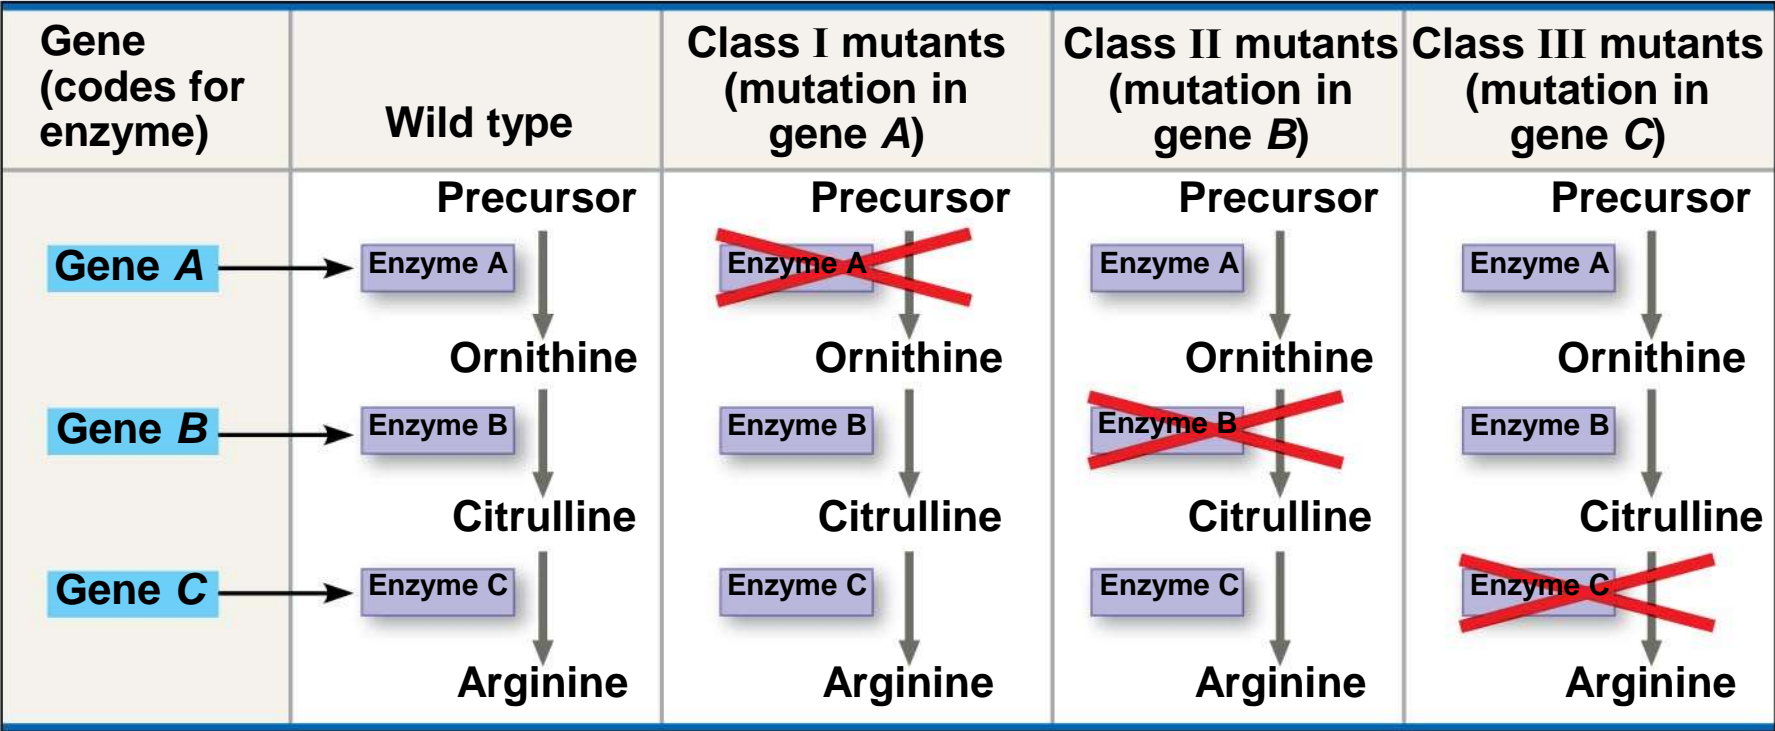 Gene
(codes for
enzyme)
Wild type
Class I mutants
(mutation in
gene A)
Class II mutants
(mutation in
gene B)
Class III mutants
(mutation in
gene C)
Precursor
Precursor
Precursor
Precursor
Gene A
Enzyme A
Enzyme A
Enzyme A
Enzyme A
Ornithine
Ornithine
Ornithine
Ornithine
Gene B
Enzyme B
Enzyme B
Enzyme B
Enzyme B
Citrulline
Citrulline
Citrulline
Citrulline
Gene C
Enzyme C
Enzyme C
Enzyme C
Enzyme C
Arginine
Arginine
Arginine
Arginine